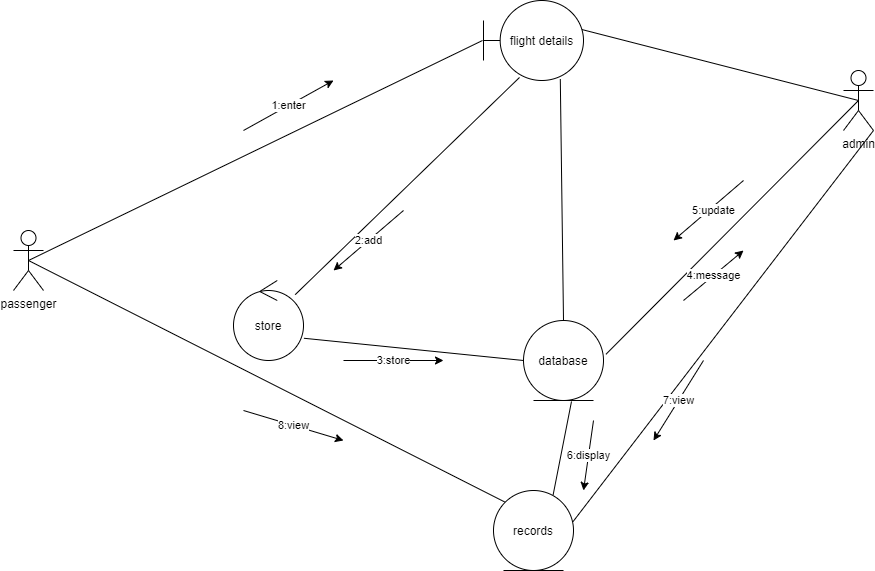 flight details
1:enter
admin
5:update
2:add
4:message
passenger
store
database
3:store
7:view
8:view
6:display
records